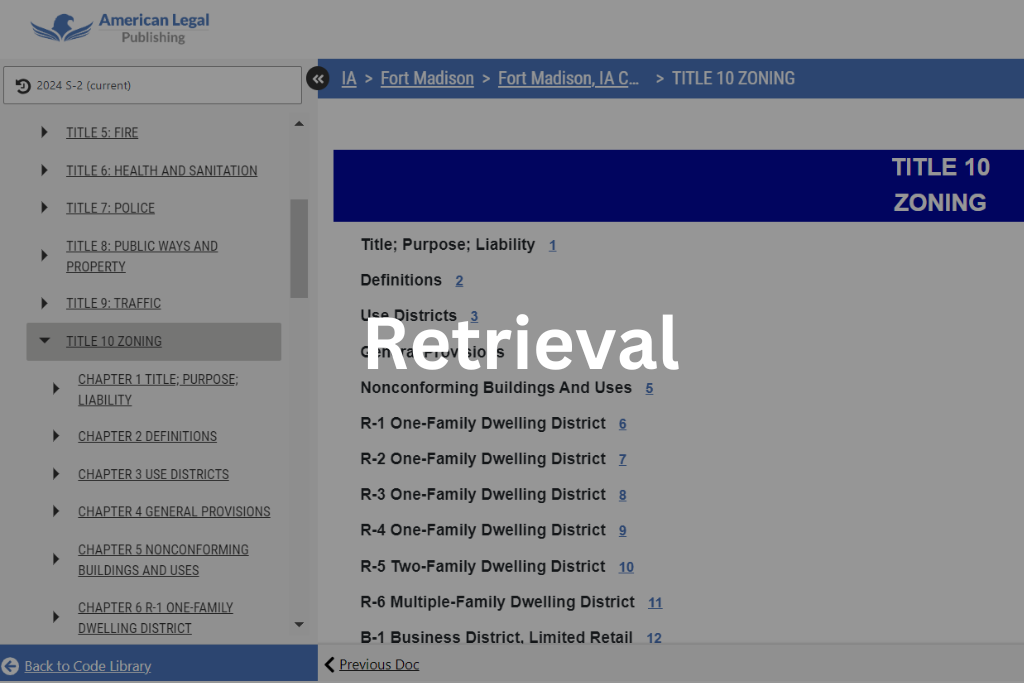 American Legal
Publishing
2024 S-2 (current)
«
IA > Fort Madison > Fort Madison, IA C... > TITLE 10 ZONING
TITLE 5: FIRE
TITLE 6: HEALTH AND SANITATION
TITLE 7: POLICE
TITLE 8: PUBLIC WAYS AND
PROPERTY
TITLE 9: TRAFFIC
TITLE 10 ZONING
CHAPTER 1 TITLE; PURPOSE;
LIABILITY
CHAPTER 2 DEFINITIONS
CHAPTER 3 USE DISTRICTS
CHAPTER 4 GENERAL PROVISIONS
CHAPTER 5 NONCONFORMING
BUILDINGS AND USES
CHAPTER 6 R-1 ONE-FAMILY
DWELLING DISTRICT
Back to Code Library
TITLE 10
ZONING
Title; Purpose; Liability 1
Definitions 2
Use Districts 3
General Provisions
Retrieval
Nonconforming Buildings And Uses 5
R-1 One-Family Dwelling District 6
R-2 One-Family Dwelling District 7
R-3 One-Family Dwelling District 8
R-4 One-Family Dwelling District 9
R-5 Two-Family Dwelling District 10
R-6 Multiple-Family Dwelling District 11
B-1 Business District, Limited Retail 12
Previous Doc